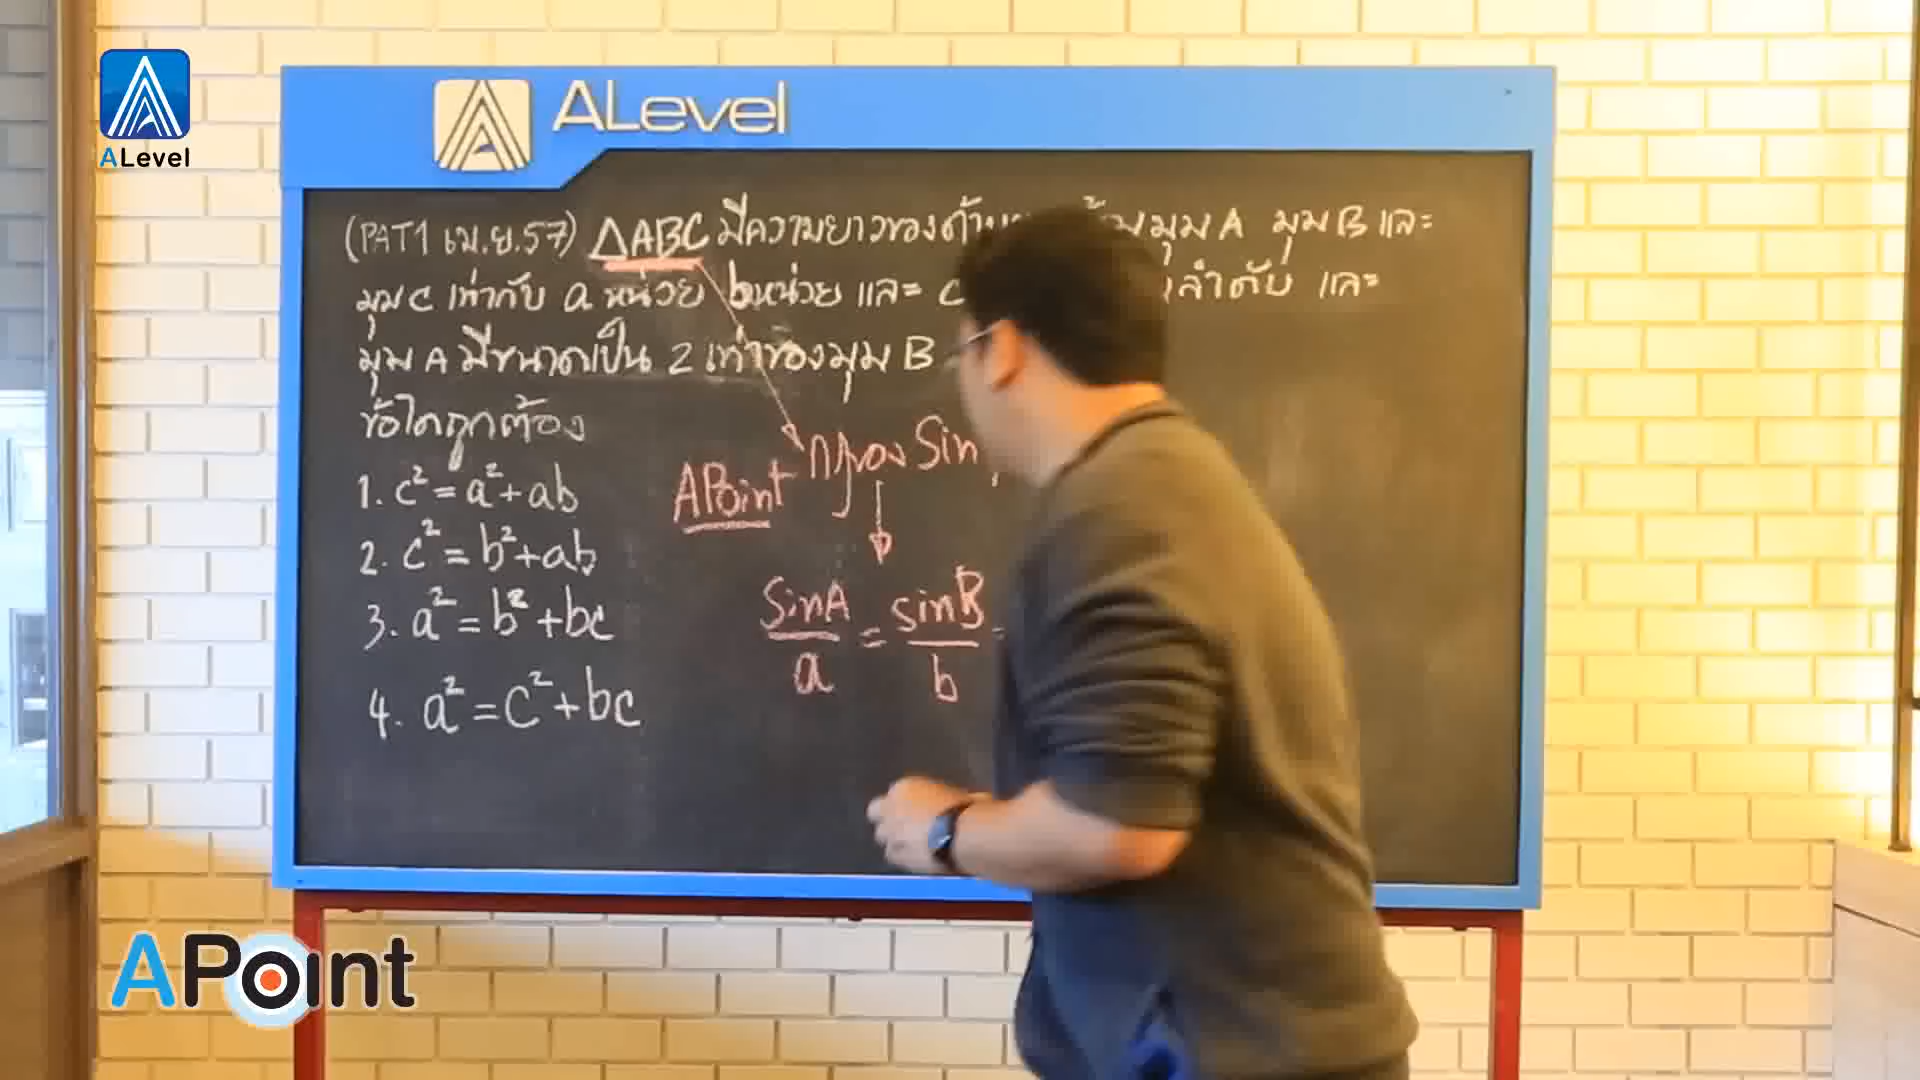 ALevel
ALevel
(PAT1 เม.ย.57) △ABC มีความยาวของด้าน มุม A มุม B และ
มุม C เท่ากับ a หน่วย b หน่วย และ c ลำดับ และ
มุม A มีขนาดเป็น 2 เท่าของมุม B
ข้อใดถูกต้อง
1. c² = a² + ab
2. c² = b² + ab
3. a² = b² + bc
4. a² = c² + bc
APoint กฎของ Sin
sinA/a = sinB/b =
APoint